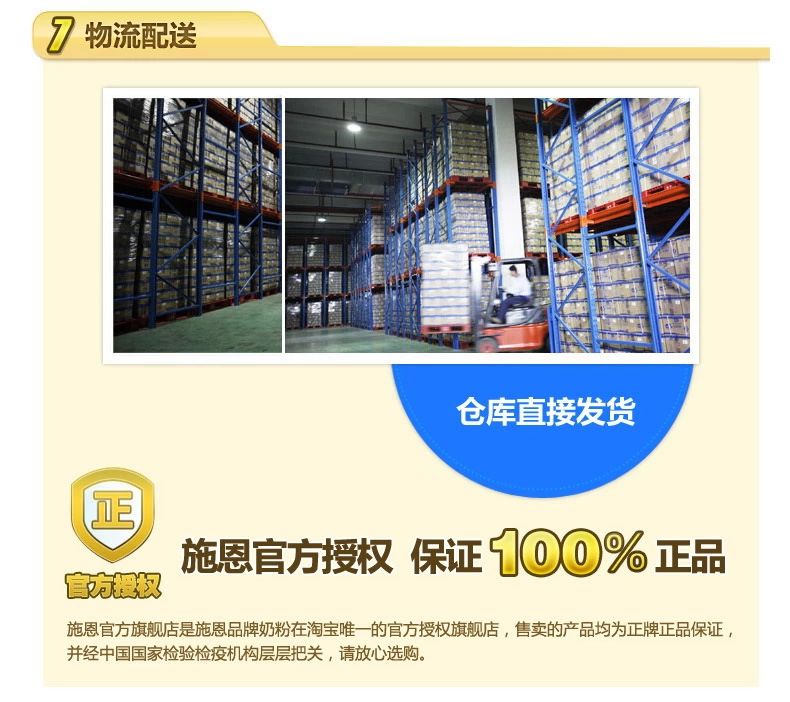 7 物流配送
仓库直接发货
正
官方授权
施恩官方授权 保证100%正品
施恩官方旗舰店是施恩品牌奶粉在淘宝唯一的官方授权旗舰店，售卖的产品均为正牌正品保证，
并经中国国家检验检疫机构层层把关，请放心选购。